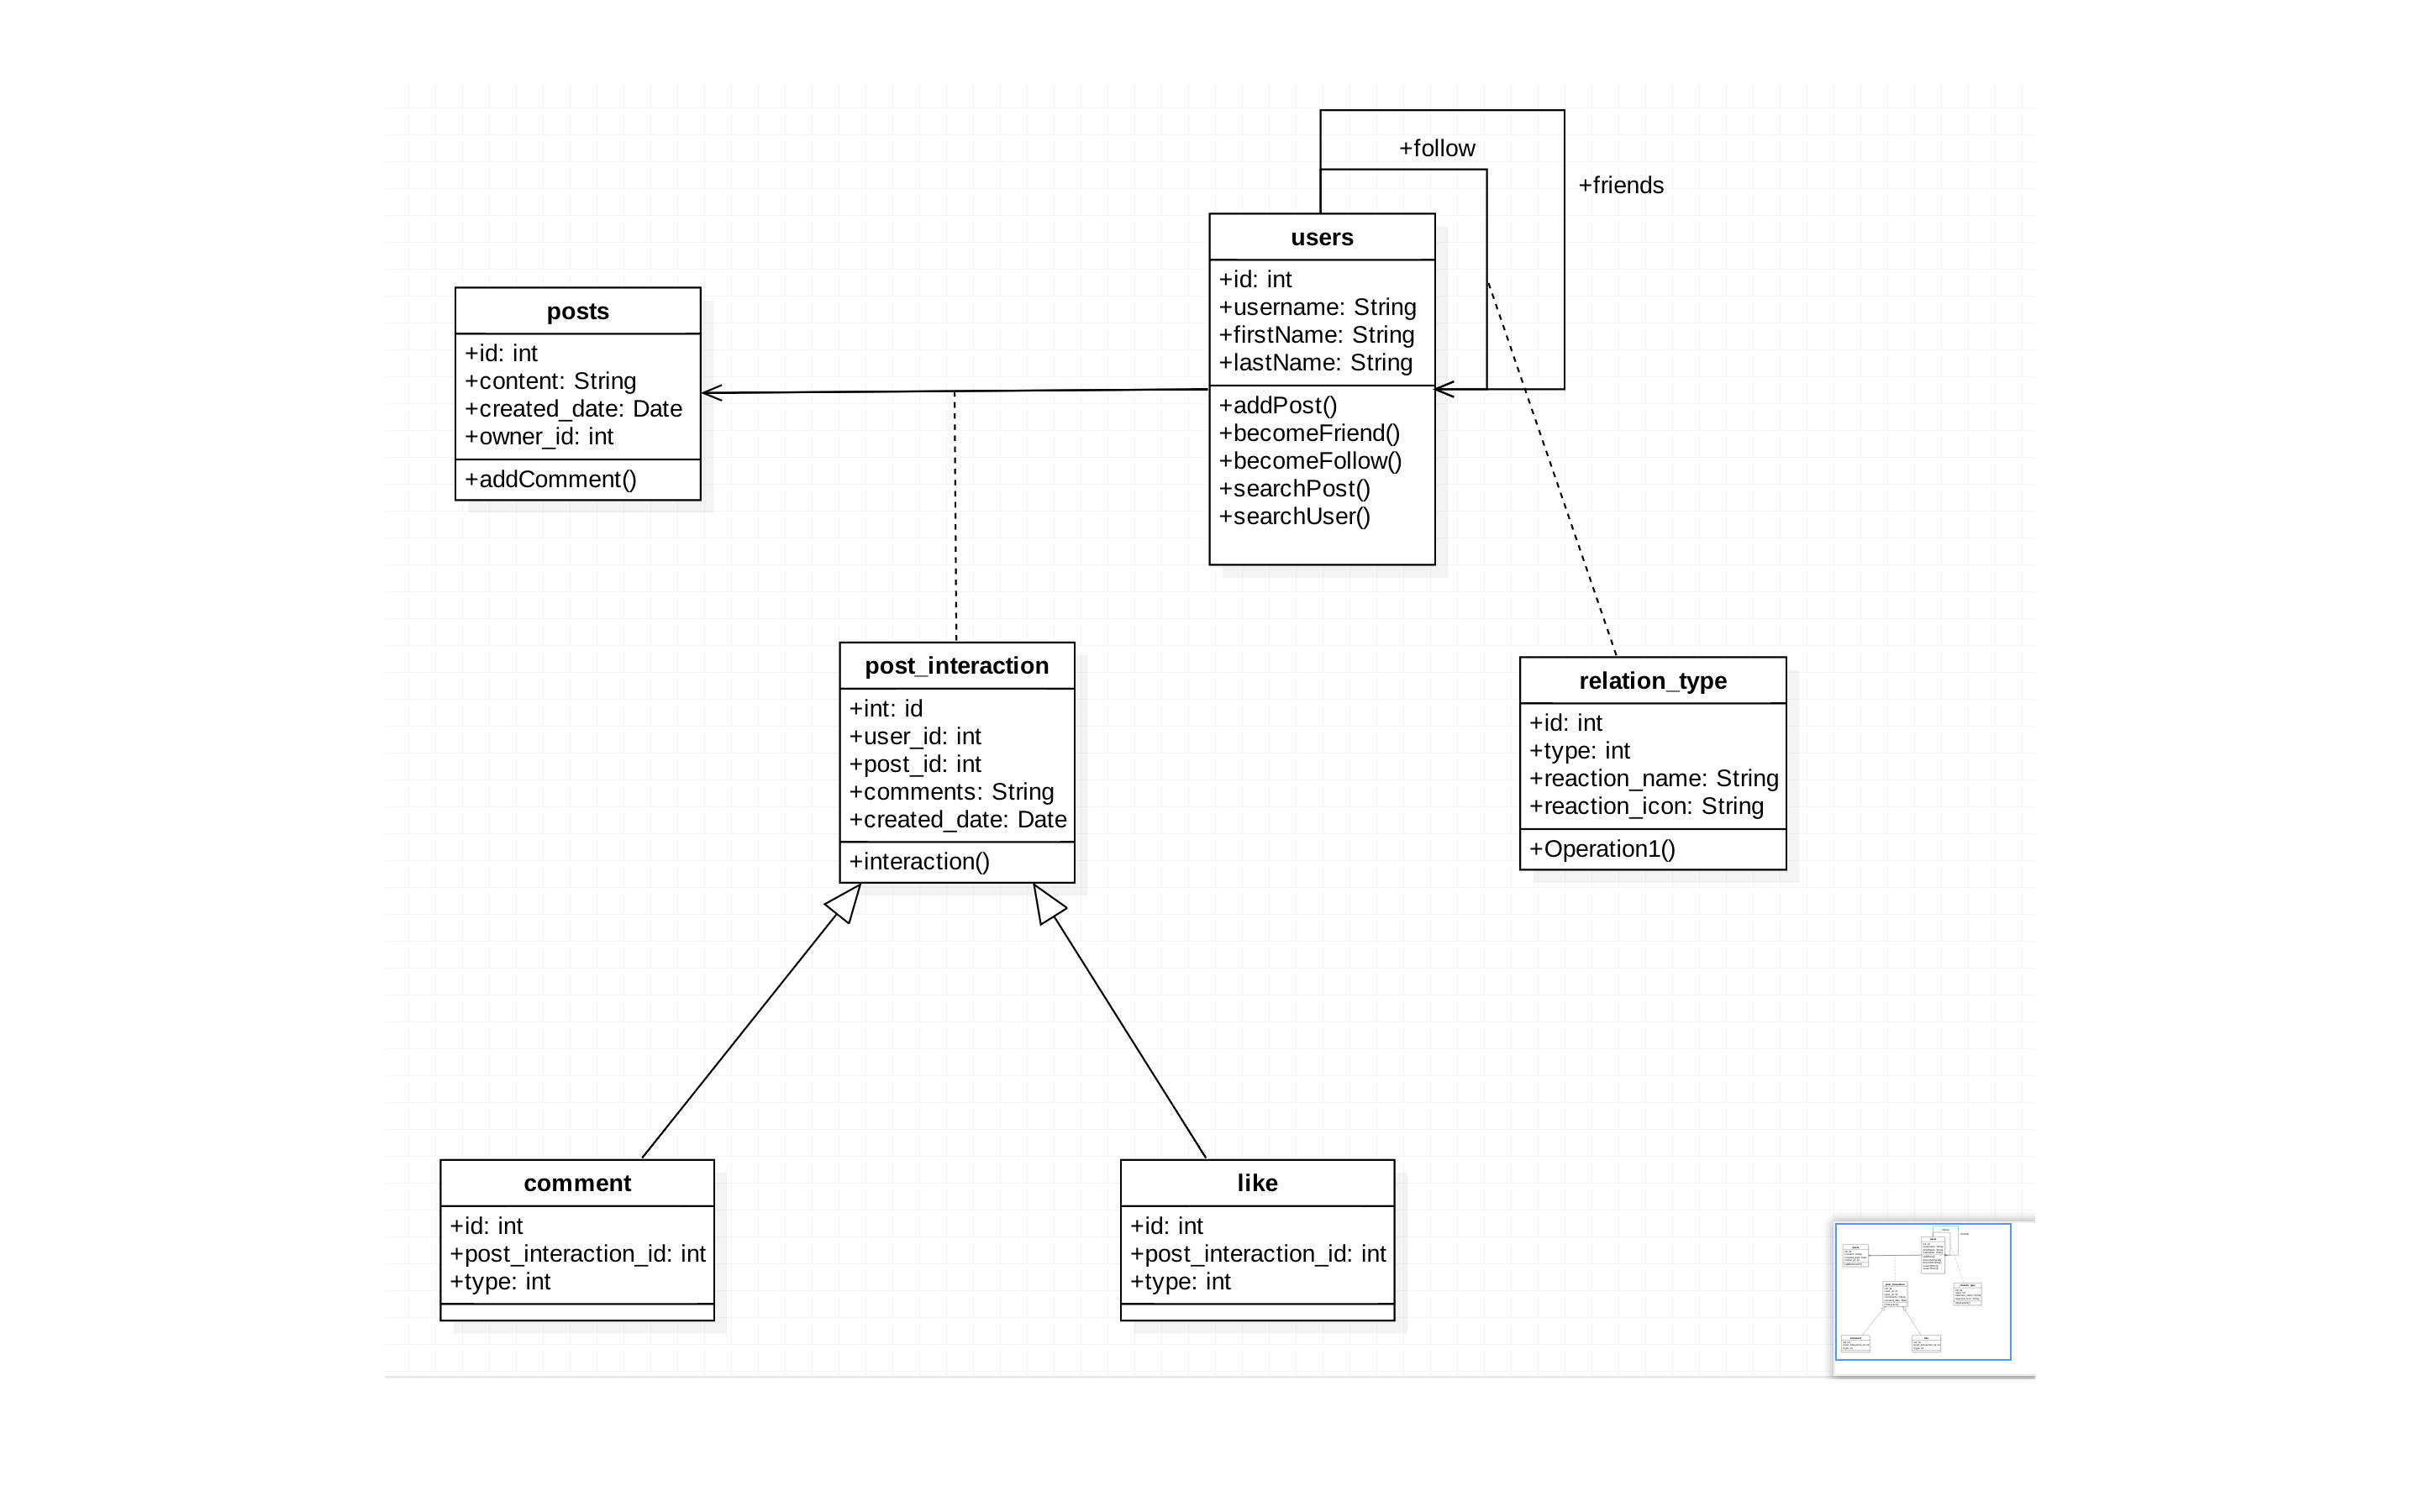 +follow
+friends
users
+id: int
+username: String
+firstName: String
+lastName: String
+addPost()
+becomeFriend()
+becomeFollow()
+searchPost()
+searchUser()
posts
+id: int
+content: String
+created_date: Date
+owner_id: int
+addComment()
post_interaction
+int: id
+user_id: int
+post_id: int
+comments: String
+created_date: Date
+interaction()
relation_type
+id: int
+type: int
+reaction_name: String
+reaction_icon: String
+Operation1()
comment
+id: int
+post_interaction_id: int
+type: int
like
+id: int
+post_interaction_id: int
+type: int